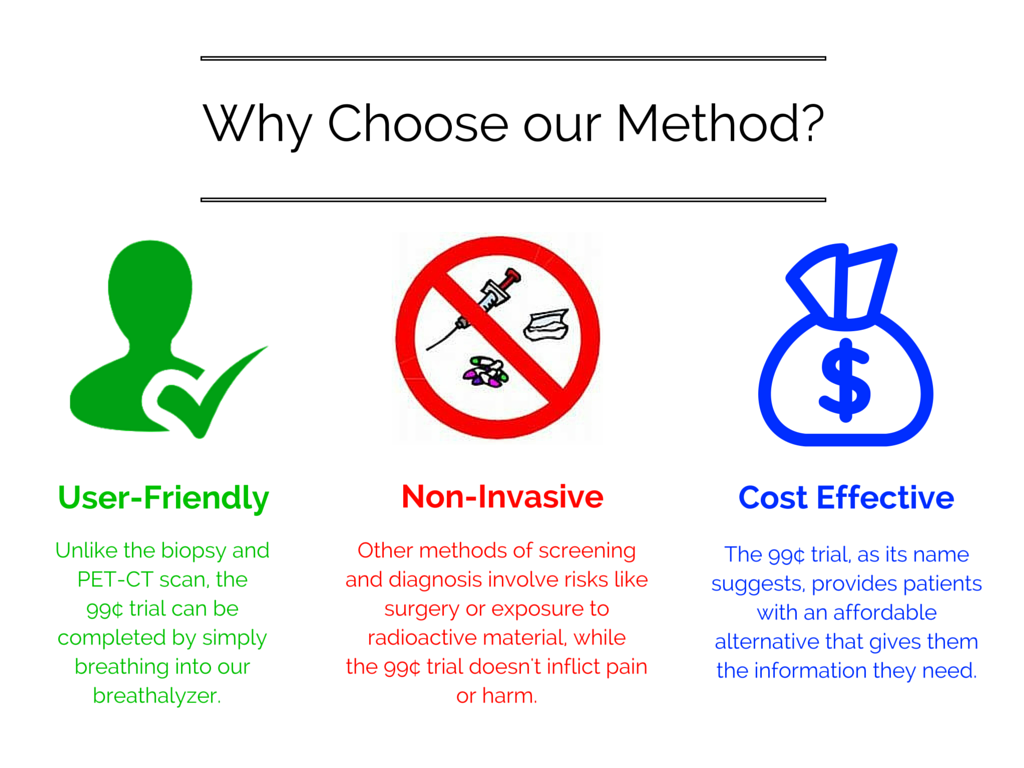 Why Choose our Method?
$
User-Friendly
Unlike the biopsy and
PET-CT scan, the
99¢ trial can be
completed by simply
breathing into our
breathalyzer.
Non-Invasive
Other methods of screening
and diagnosis involve risks like
surgery or exposure to
radioactive material, while
the 99¢ trial doesn't inflict pain
or harm.
Cost Effective
The 99¢ trial, as its name
suggests, provides patients
with an affordable
alternative that gives them
the information they need.